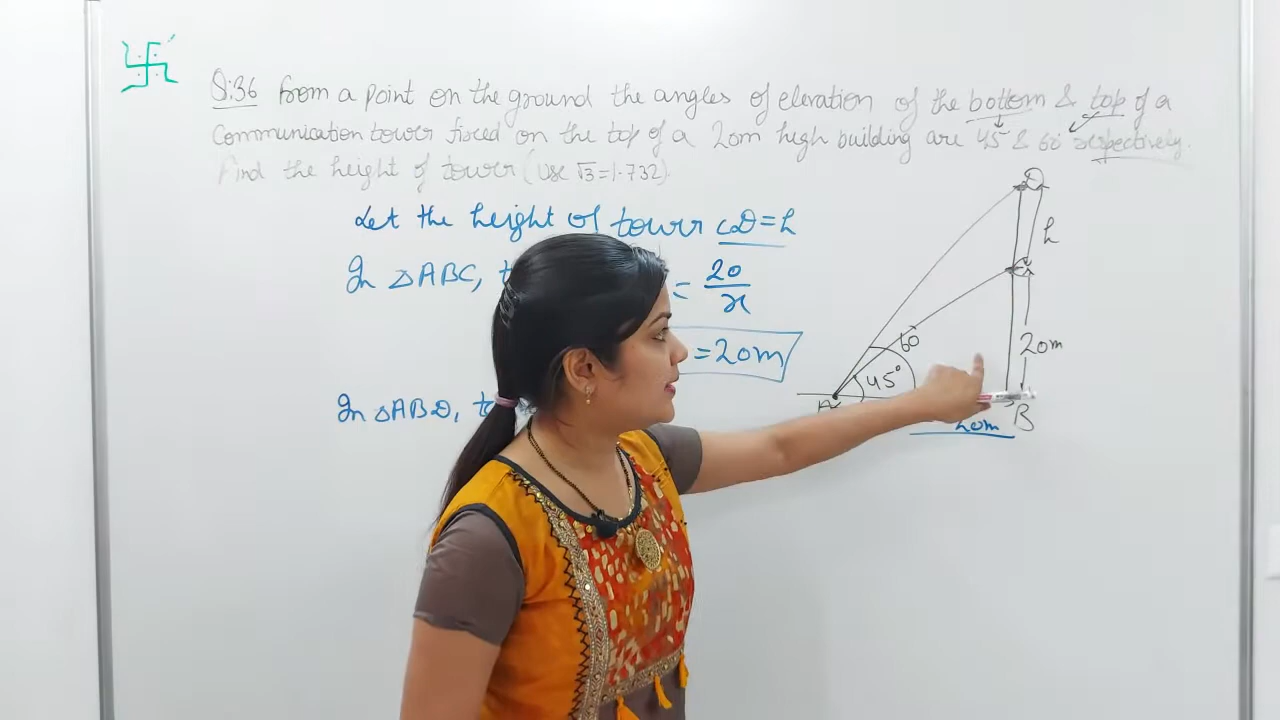 Q:36 from a point on the ground the angles of elevation of the bottom & top of a
communication tower fixed on the top of a 20m high building are 45° & 60° respectively.
Find the height of tower (Use √3=1.732).
Let the height of tower CD=h
In △ABC, t = 20/x
=20m
In △ABD, t
D
h
C
60
20m
45°
A
B
20m